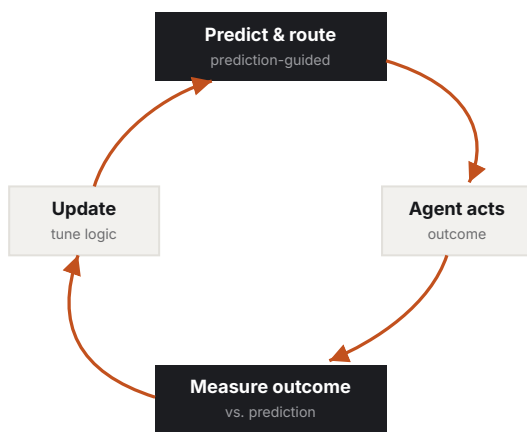 Predict & route
prediction-guided
Update
tune logic
Agent acts
outcome
Measure outcome
vs. prediction